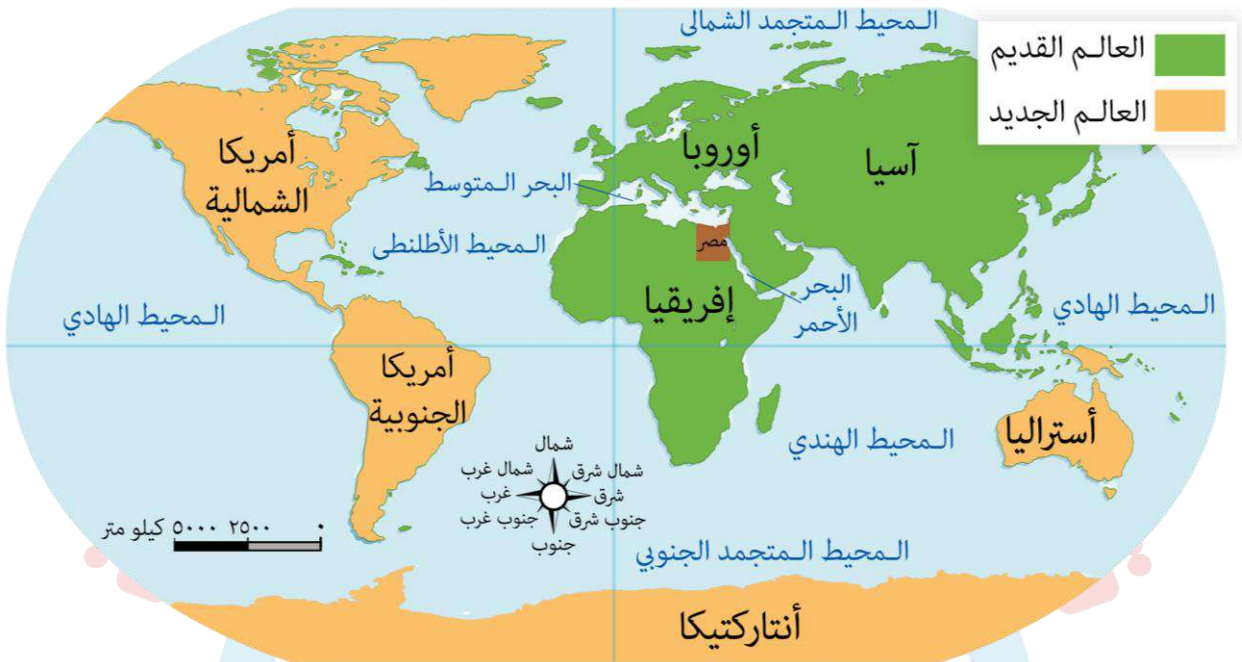 المحيط المتجمد الشمالى
العالم القديم
العالم الجديد
أمريكا
الشمالية
أوروبا
آسيا
البحر المتوسط
المحيط الأطلنطى
مصر
إفريقيا
البحر
الأحمر
المحيط الهادي
المحيط الهادي
أمريكا
الجنوبية
أستراليا
المحيط الهندي
شمال
شمال شرق
شمال غرب
شرق
غرب
جنوب شرق
جنوب غرب
جنوب
٠ ٢٥٠٠ ٥٠٠٠ كيلو متر
المحيط المتجمد الجنوبي
أنتاركتيكا